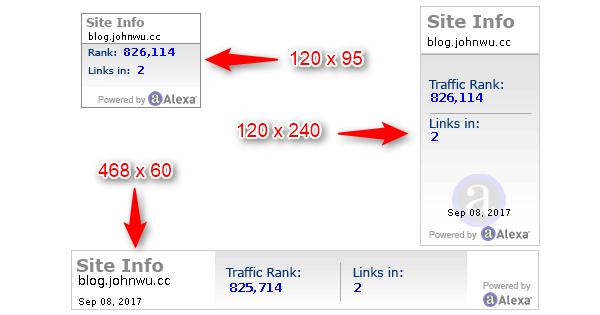 Site Info
blog.johnwu.cc
Rank: 826,114
Links in: 2
Powered by a Alexa®
120 x 95
Site Info
blog.johnwu.cc
Traffic Rank:
826,114
Links in:
2
a
Sep 08, 2017
Powered by a Alexa®
120 x 240
468 x 60
Site Info
blog.johnwu.cc
Sep 08, 2017
Traffic Rank:
825,714
Links in:
2
Powered by
a Alexa®